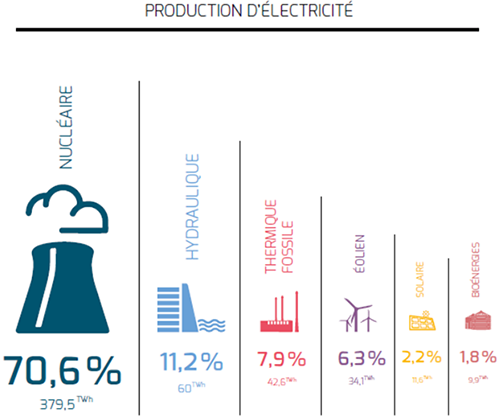 PRODUCTION D'ÉLECTRICITÉ
NUCLÉAIRE
70,6%
379,5 TWh
HYDRAULIQUE
11,2%
60 TWh
THERMIQUE
FOSSILE
7,9%
42,6 TWh
ÉOLIEN
6,3%
34,1 TWh
SOLAIRE
2,2%
11,6 TWh
BIOÉNERGIES
1,8%
9,9 TWh